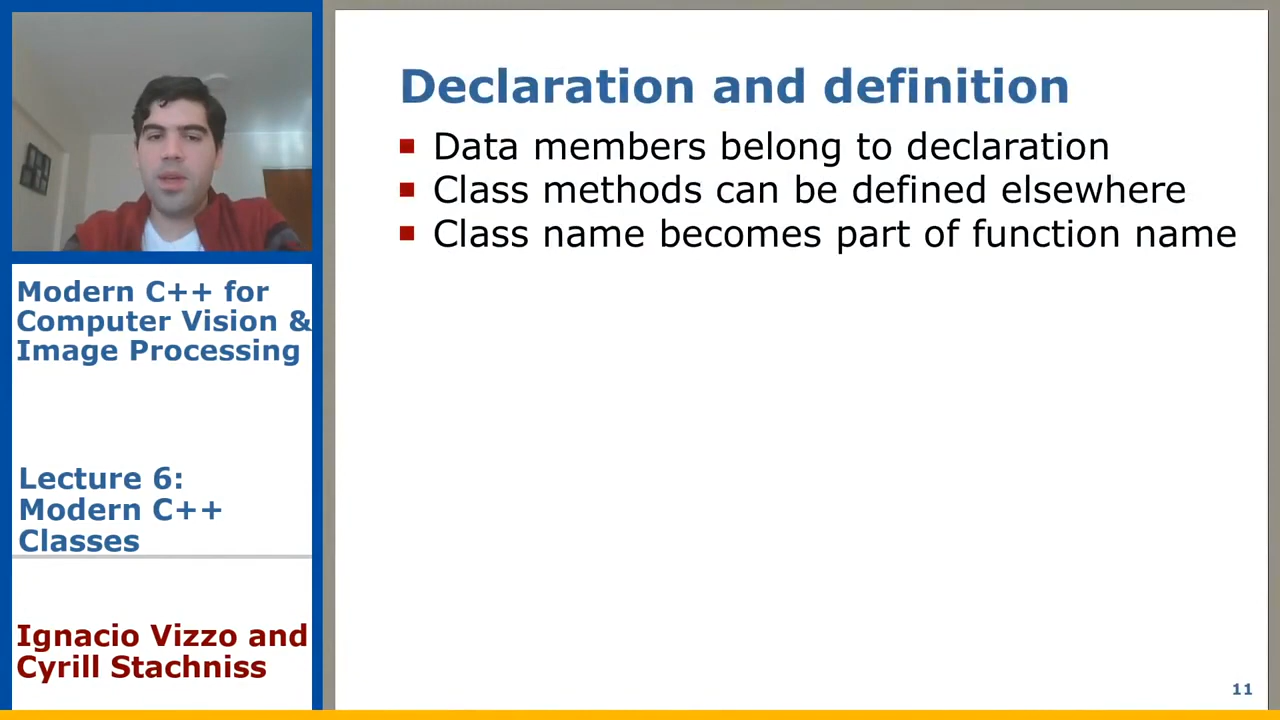 Declaration and definition
Data members belong to declaration
Class methods can be defined elsewhere
Class name becomes part of function name
Modern C++ for
Computer Vision &
Image Processing
Lecture 6:
Modern C++
Classes
Ignacio Vizzo and
Cyrill Stachniss
11